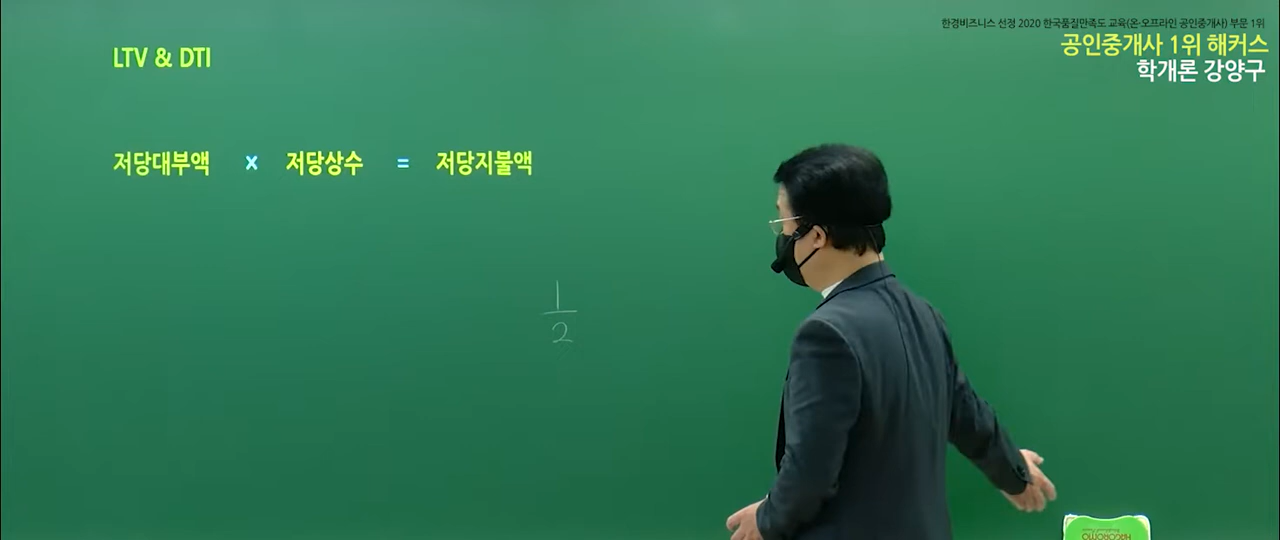 한경비즈니스 선정 2020 한국품질만족도 교육(온·오프라인 공인중개사) 부문 1위
공인중개사 1위 해커스
학개론 강양구
LTV & DTI
저당대부액 x 저당상수 = 저당지불액
1
2